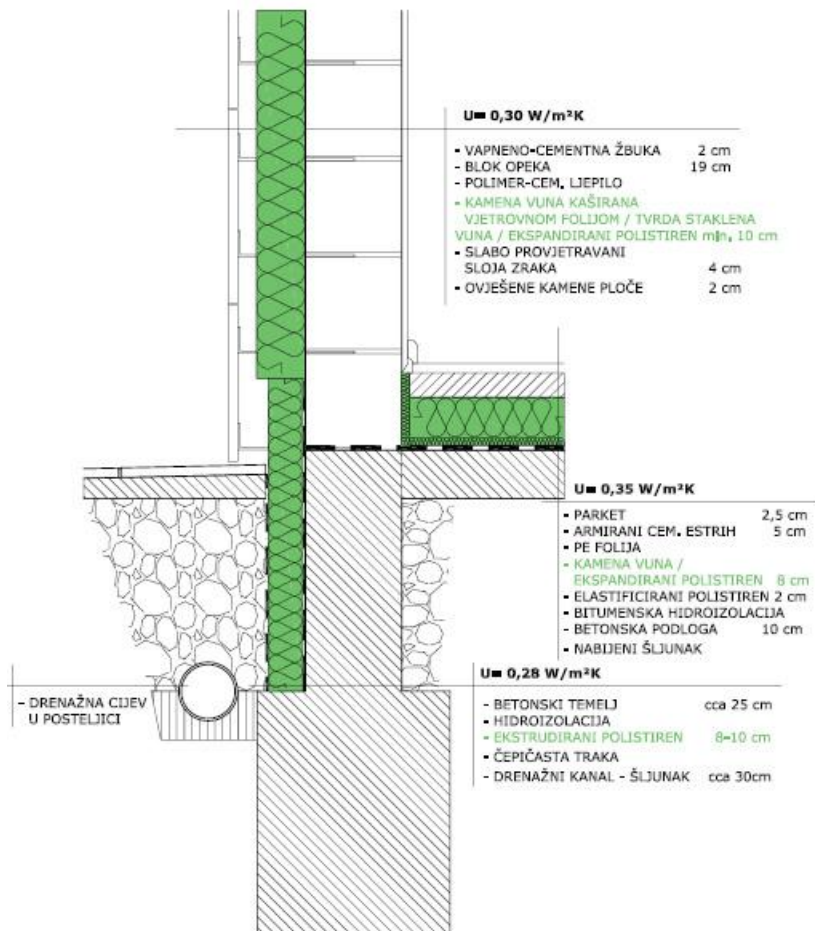 U= 0,30 W/m²K
- VAPNENO-CEMENTNA ŽBUKA 2 cm
- BLOK OPEKA 19 cm
- POLIMER-CEM. LJEPILO
- KAMENA VUNA KAŠIRANA
VJETROVNOM FOLIJOM / TVRDA STAKLENA
VUNA / EKSPANDIRANI POLISTIREN min. 10 cm
- SLABO PROVJETRAVANI
SLOJA ZRAKA 4 cm
- OVJEŠENE KAMENE PLOČE 2 cm
U= 0,35 W/m²K
- PARKET 2,5 cm
- ARMIRANI CEM. ESTRIH 5 cm
- PE FOLIJA
- KAMENA VUNA /
EKSPANDIRANI POLISTIREN 8 cm
- ELASTIFICIRANI POLISTIREN 2 cm
- BITUMENSKA HIDROIZOLACIJA
- BETONSKA PODLOGA 10 cm
- NABIJENI ŠLJUNAK
U= 0,28 W/m²K
- BETONSKI TEMELJ cca 25 cm
- HIDROIZOLACIJA
- EKSTRUDIRANI POLISTIREN 8-10 cm
- ČEPIČASTA TRAKA
- DRENAŽNI KANAL - ŠLJUNAK cca 30cm
- DRENAŽNA CIJEV
U POSTELJICI